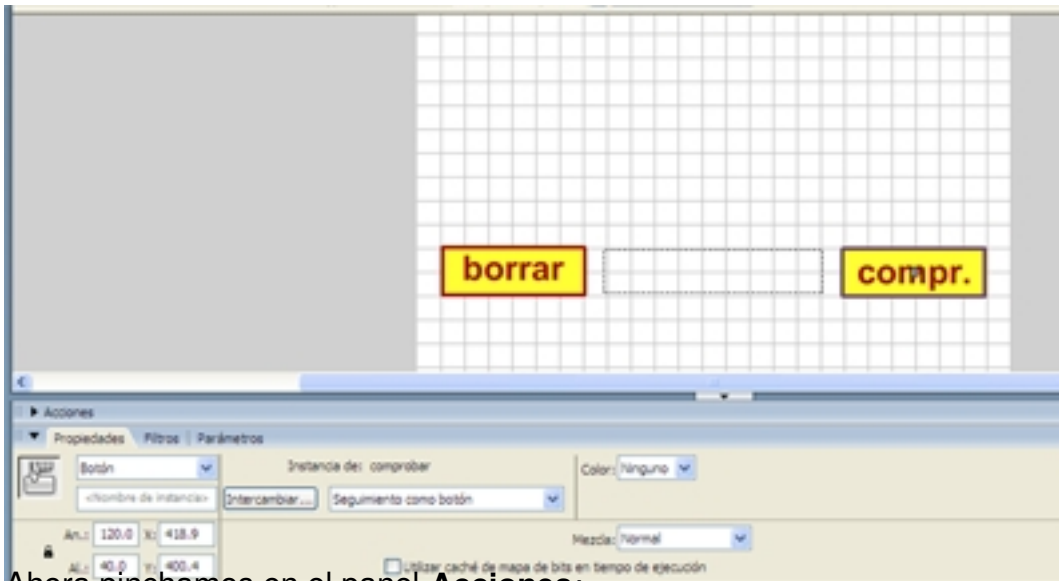 borrar
compr.
Acciones
Propiedades Filtros Parámetros
Botón Instancia de: comprobar Color: Ninguno
<Nombre de instancia> Intercambiar... Seguimiento como botón
An.: 120.0 X: 418.9 Mezcla: Normal
Al.: 40.0 Y: 400.4 Utilizar caché de mapa de bits en tiempo de ejecución
Ahora pinchamos en el panel Acciones: